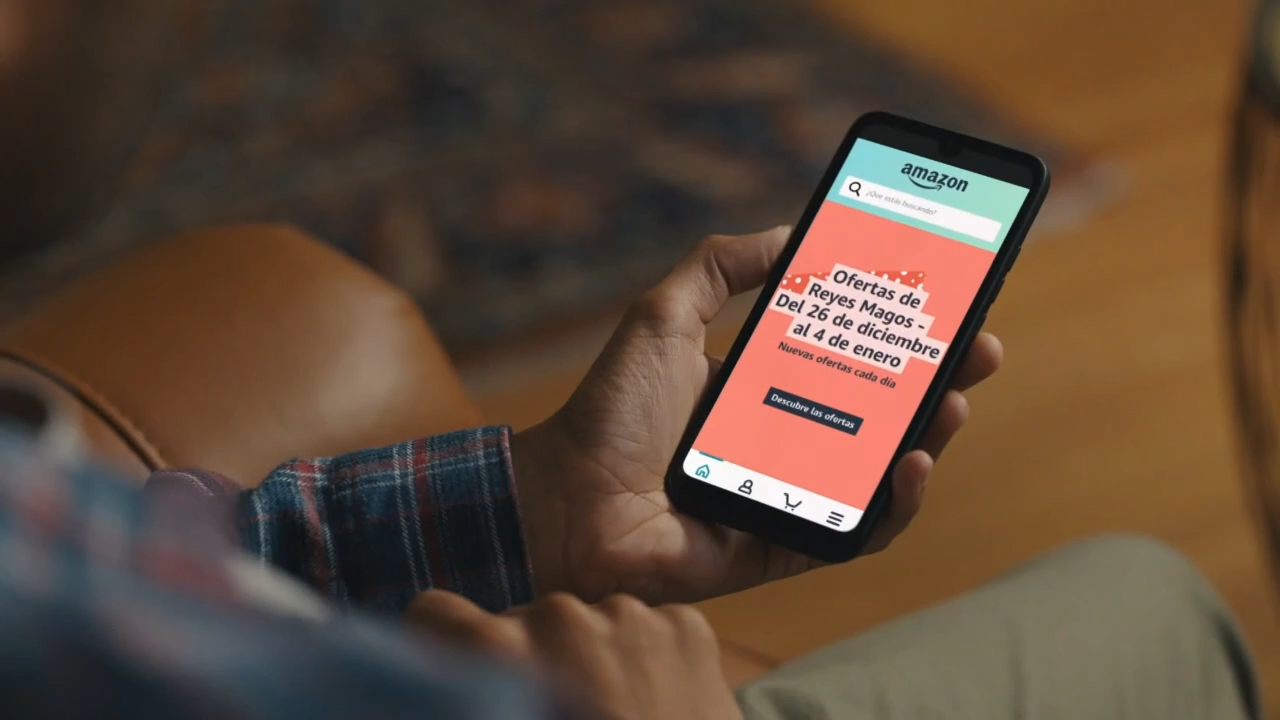 amazon
¿Qué estás buscando?
Ofertas de
Reyes Magos -
Del 26 de diciembre
al 4 de enero
Nuevas ofertas cada día
Descubre las ofertas